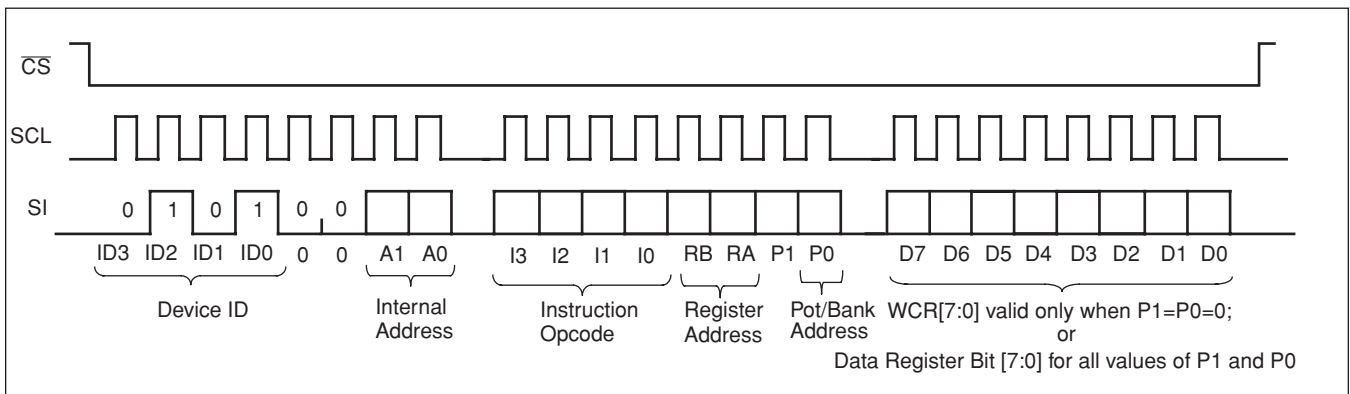 CS
SCL
SI 0 1 0 1 0 0
ID3 ID2 ID1 ID0 0 0 A1 A0 I3 I2 I1 I0 RB RA P1 P0 D7 D6 D5 D4 D3 D2 D1 D0
Device ID Internal Address Instruction Opcode Register Address Pot/Bank Address WCR[7:0] valid only when P1=P0=0;
or
Data Register Bit [7:0] for all values of P1 and P0